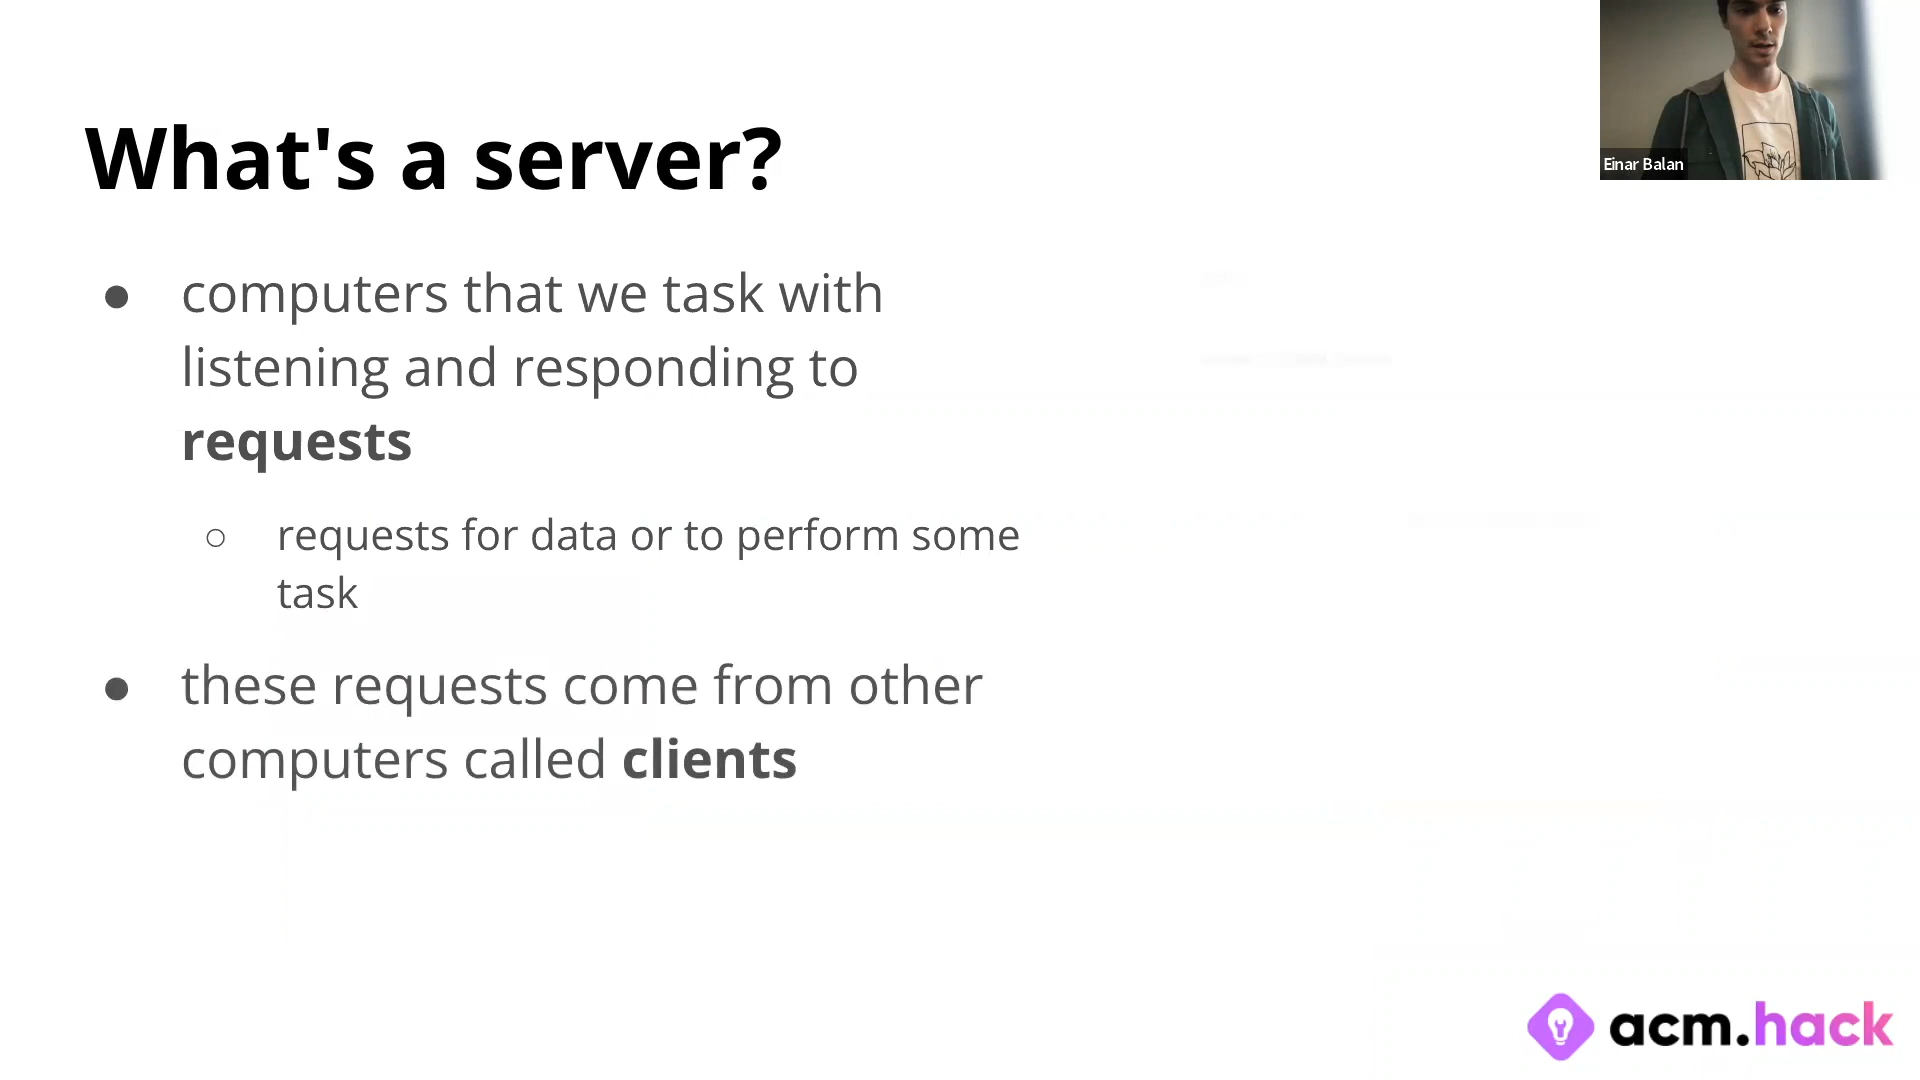 What's a server?
Einar Balan
● computers that we task with
listening and responding to
requests
○ requests for data or to perform some
task
● these requests come from other
computers called clients
acm.hack